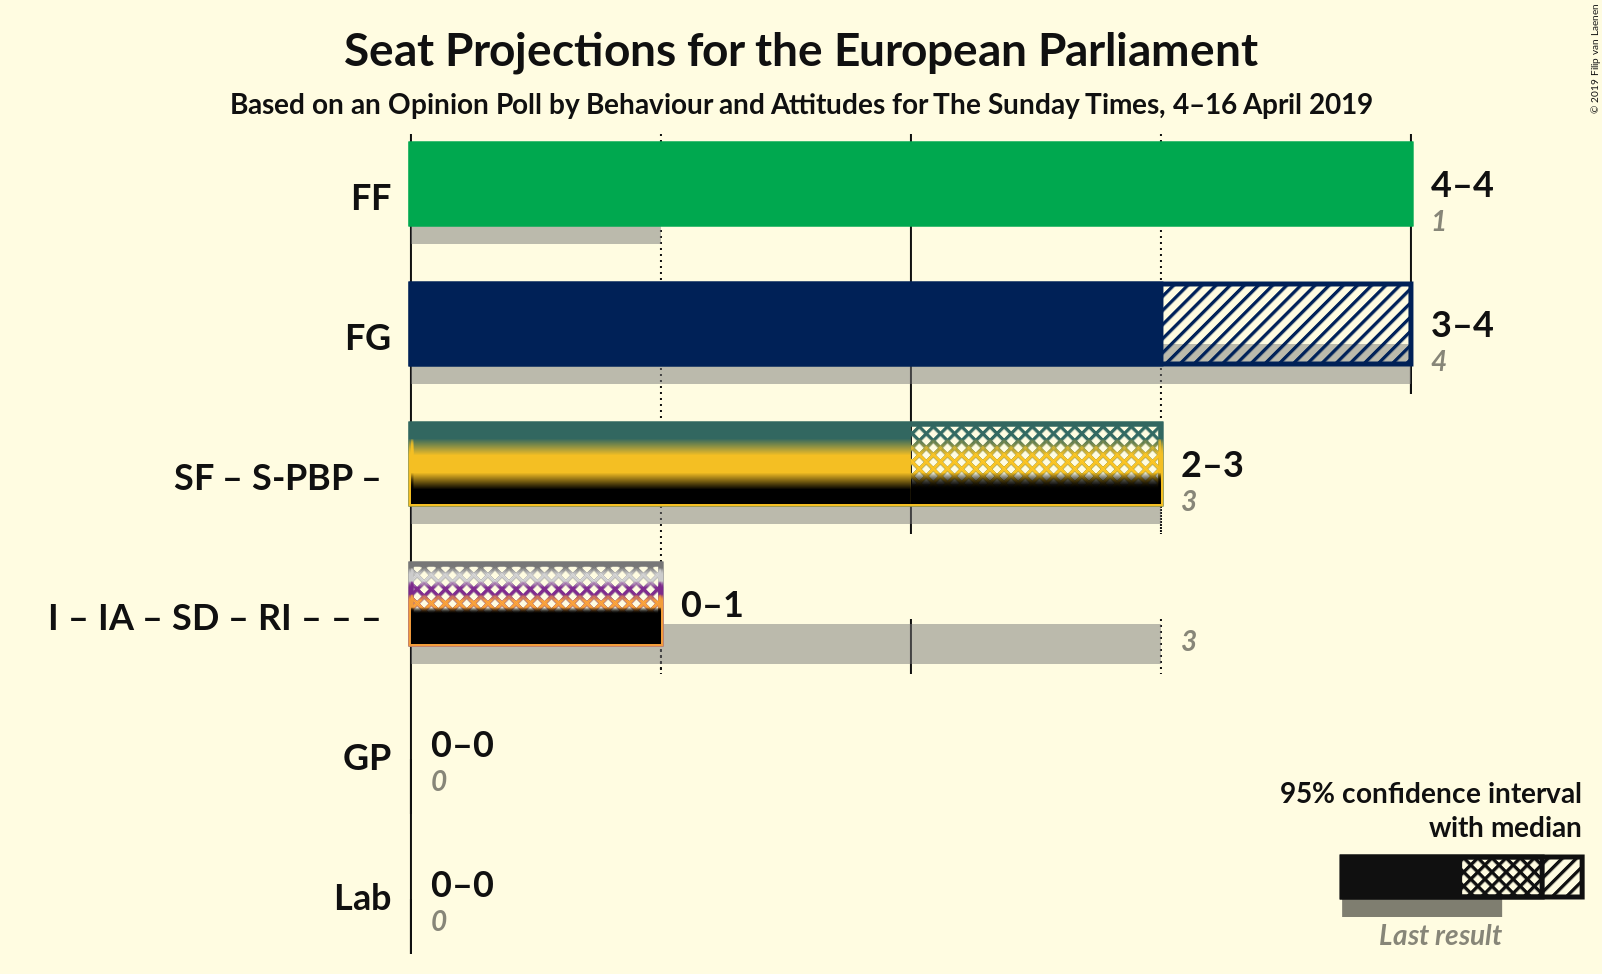 Seat Projections for the European Parliament
Based on an Opinion Poll by Behaviour and Attitudes for The Sunday Times, 4–16 April 2019
© 2019 Filip van Laenen
FF
4–4
1
FG
3–4
4
SF – S-PBP –
2–3
3
I – IA – SD – RI – – –
0–1
3
GP
0–0
0
Lab
0–0
0
95% confidence interval
with median
Last result